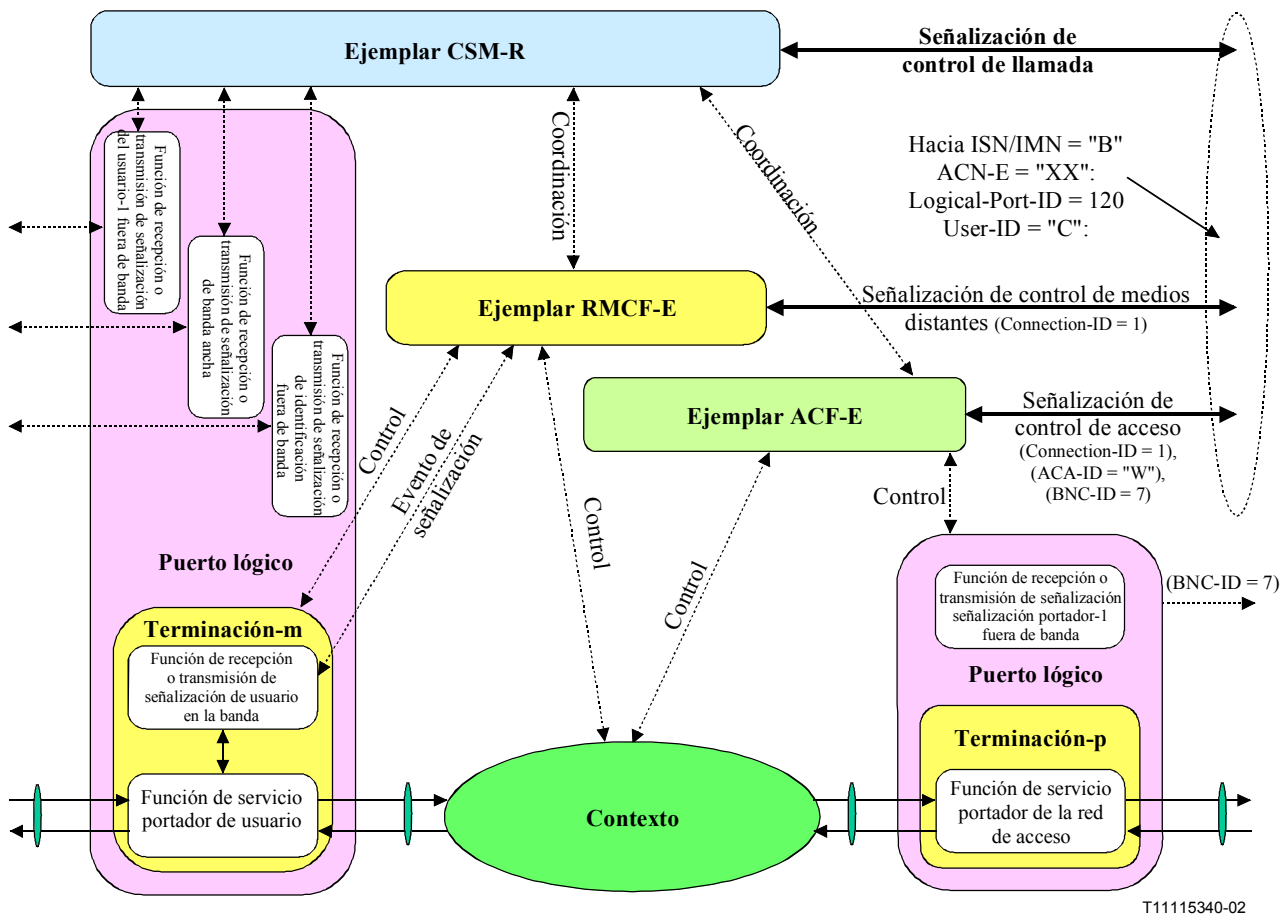 Ejemplar CSM-R
Señalización de
control de llamada
Función de recepción o
transmisión de señalización
del usuario-1 fuera de banda
Función de recepción o
transmisión de señalización
de banda ancha
Función de recepción o
transmisión de señalización
de identificación
fuera de banda
Coordinación
Coordinación
Hacia ISN/IMN = "B"
ACN-E = "XX":
Logical-Port-ID = 120
User-ID = "C":
Ejemplar RMCF-E
Señalización de control de medios
distantes (Connection-ID = 1)
Ejemplar ACF-E
Señalización de
control de acceso
(Connection-ID = 1),
(ACA-ID = "W"),
(BNC-ID = 7)
Control
Evento de
señalización
Control
Control
Control
Puerto lógico
Terminación-m
Función de recepción
o transmisión de
señalización de usuario
en la banda
Función de servicio
portador de usuario
Contexto
Función de recepción o
transmisión de señalización
señalización portador-1
fuera de banda
(BNC-ID = 7)
Puerto lógico
Terminación-p
Función de servicio
portador de la red
de acceso
T11115340-02